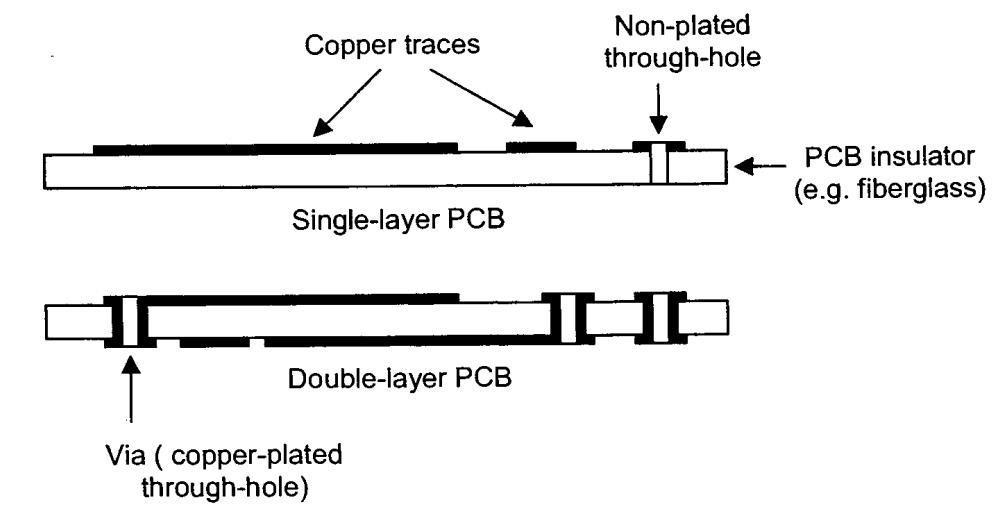 Copper traces
Non-plated
through-hole
PCB insulator
(e.g. fiberglass)
Single-layer PCB
Double-layer PCB
Via ( copper-plated
through-hole)